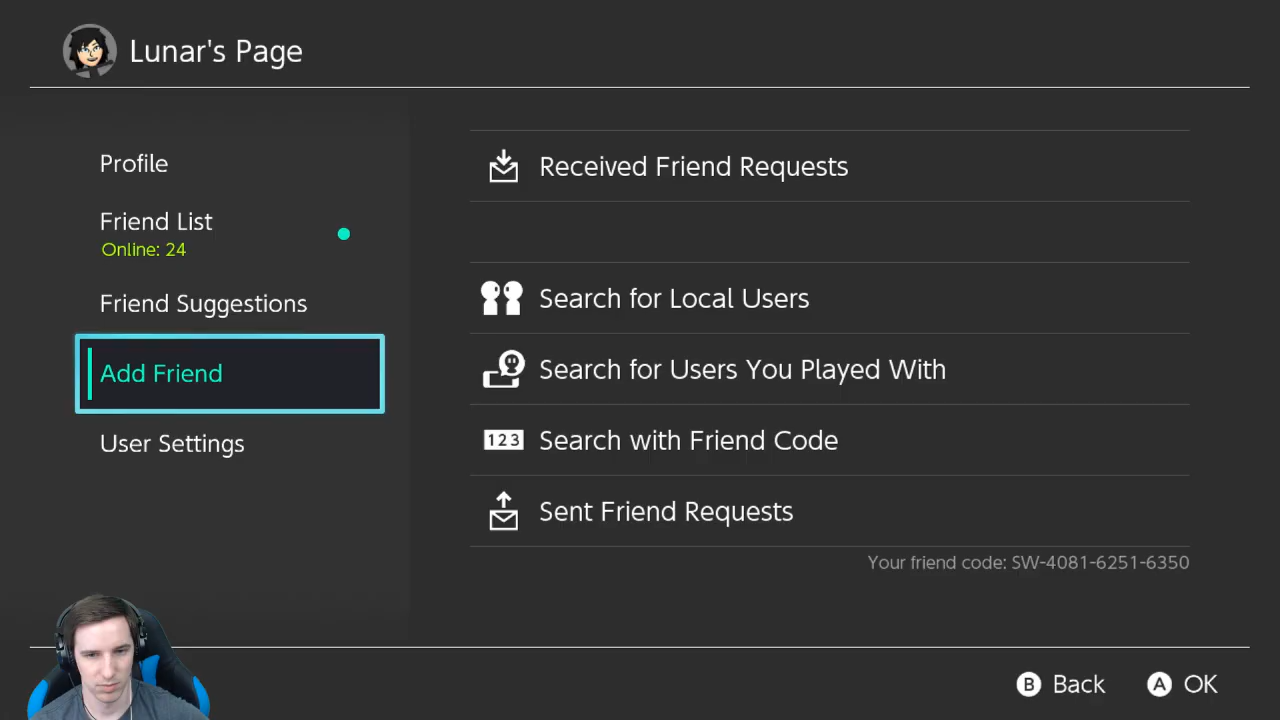 Lunar's Page
Profile
Friend List
Online: 24
Friend Suggestions
Add Friend
User Settings
Received Friend Requests
Search for Local Users
Search for Users You Played With
123 Search with Friend Code
Sent Friend Requests
Your friend code: SW-4081-6251-6350
B Back A OK